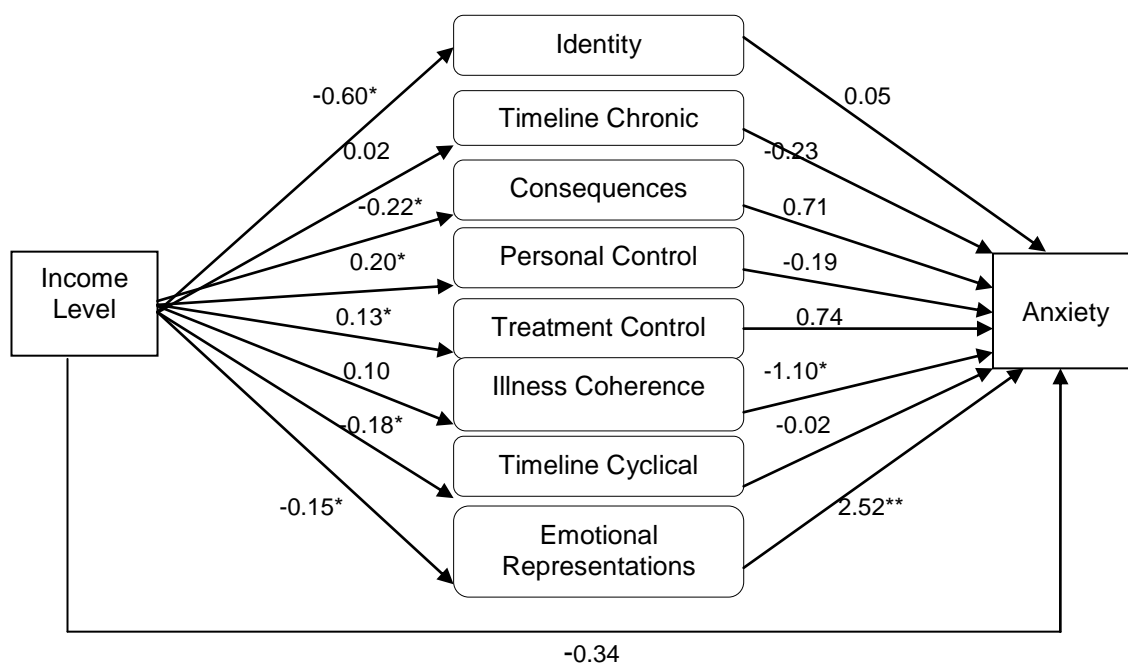 Identity
-0.60*
0.05
Timeline Chronic
0.02
-0.23
Consequences
-0.22*
0.71
Income
Level
Personal Control
0.20*
-0.19
Anxiety
Treatment Control
0.13*
0.74
Illness Coherence
0.10
-1.10*
-0.18*
-0.02
Timeline Cyclical
-0.15*
2.52**
Emotional
Representations
-0.34